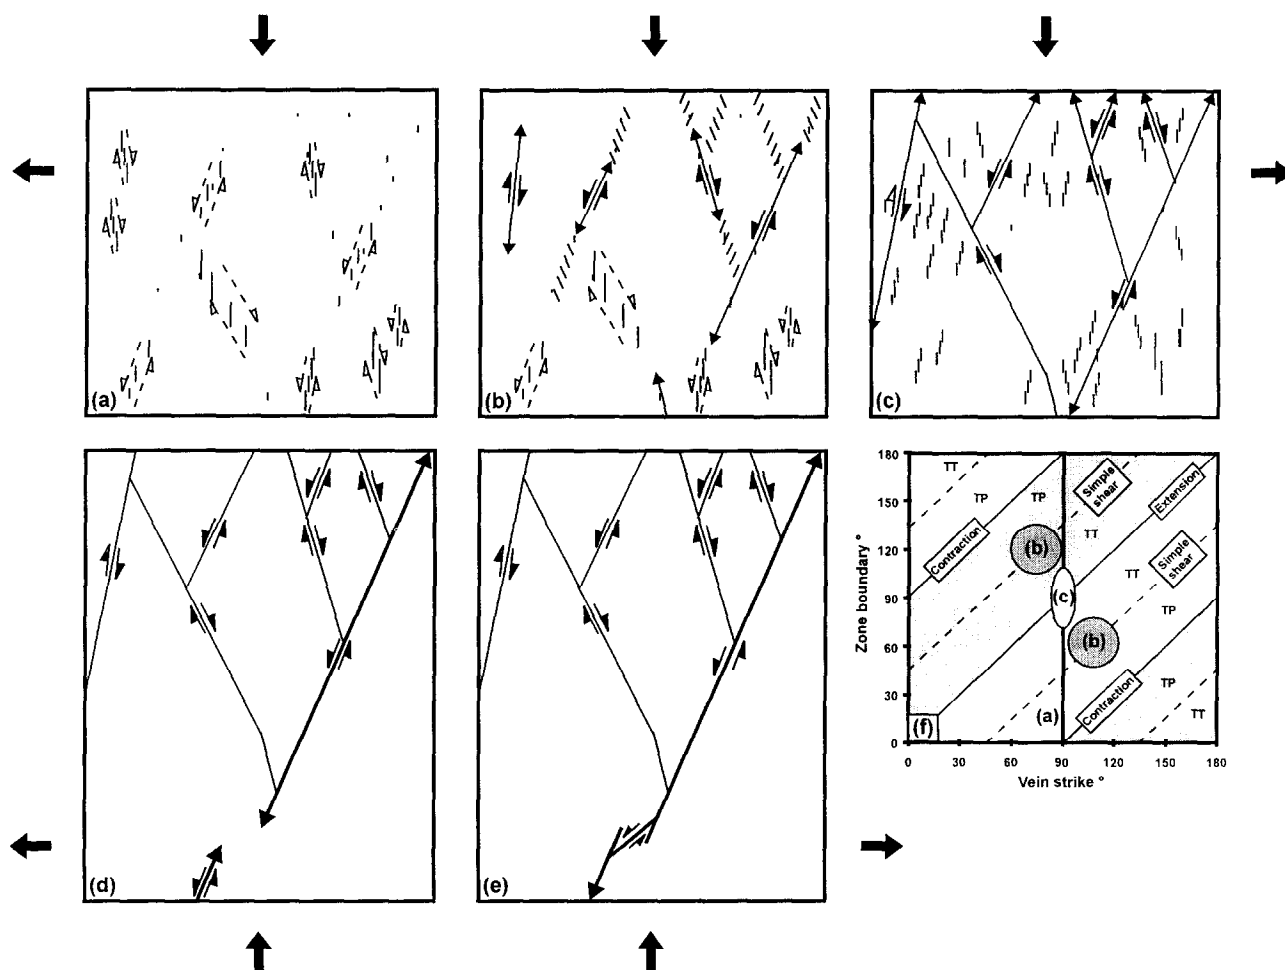 (a)
(b)
(c)
(d)
(e)
180
150
120
90
60
30
0
Zone boundary °
TT
TP
TP
Simple
shear
TT
Extension
Contraction
(b)
TT
Simple
shear
(c)
TP
(b)
Contraction
TP
(a)
TT
(f)
0
30
60
90
120
150
180
Vein strike °